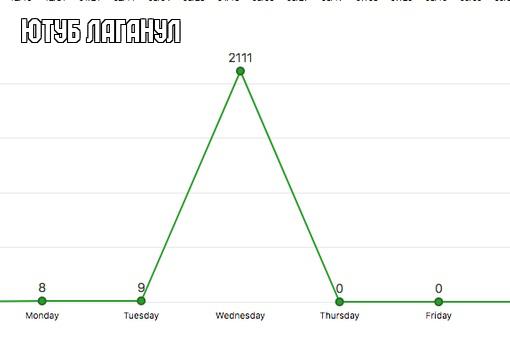 ЮТУБ ЛАГАНУЛ
2111
8
9
0
0
Monday
Tuesday
Wednesday
Thursday
Friday